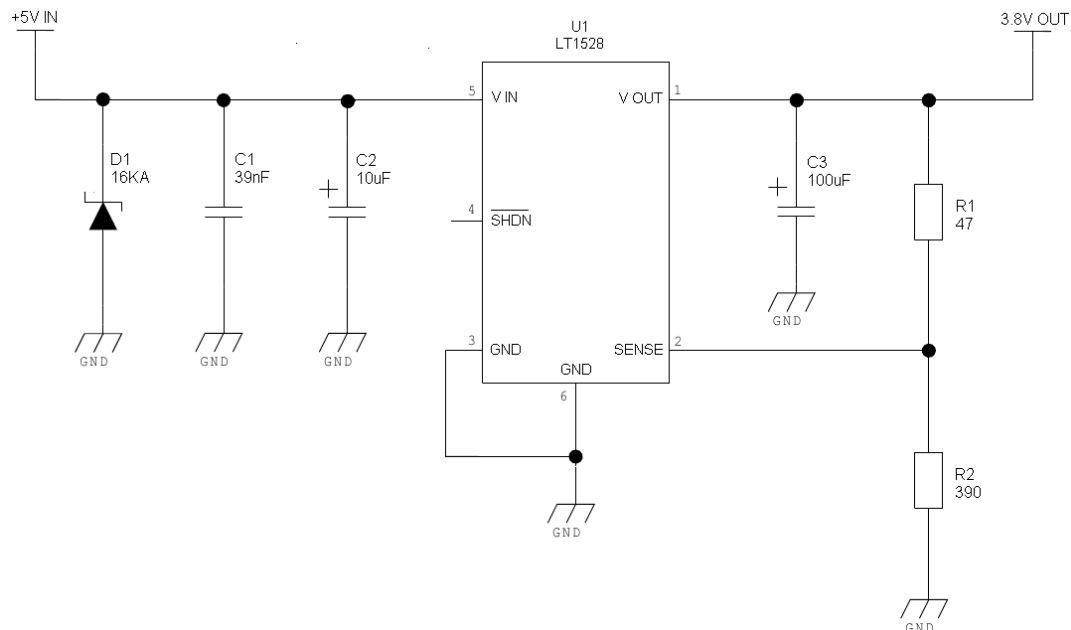 +5V IN
3.8V OUT
U1
LT1528
5
V IN
V OUT
1
D1
16KA
C1
39nF
C2
10uF
+
C3
100uF
+
4
SHDN
R1
47
GND
GND
GND
GND
3
GND
SENSE
2
GND
6
R2
390
GND
GND